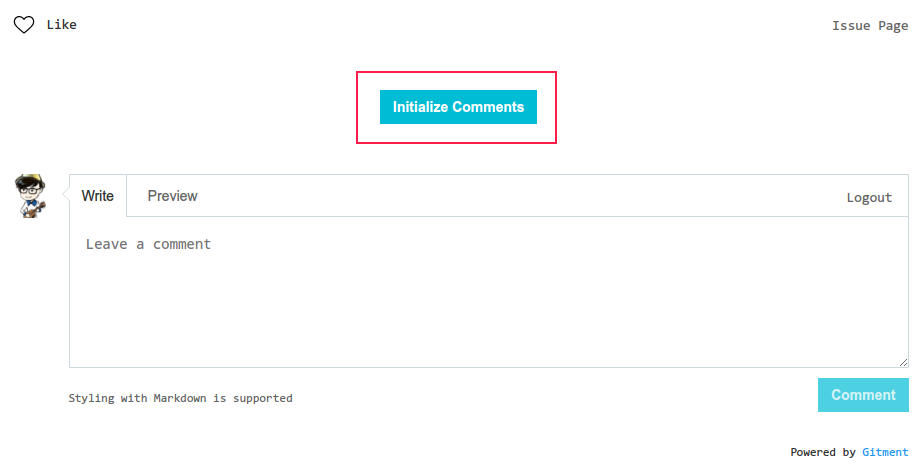 Like
Issue Page
Initialize Comments
Write
Preview
Logout
Leave a comment
Styling with Markdown is supported
Comment
Powered by Gitment